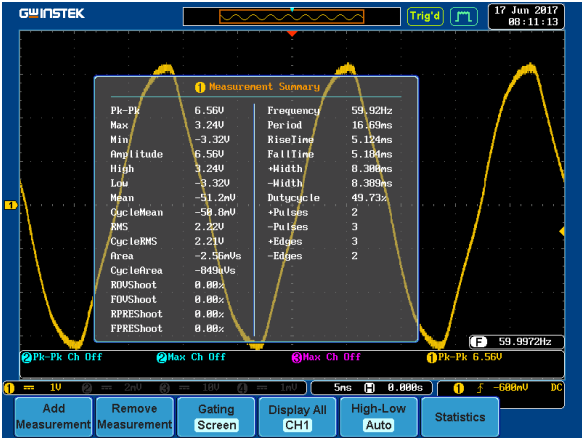 GWINSTEK
Trig'd
17 Jun 2017
08:11:13
1 Measurement Summary
Pk-Pk 6.56V Frequency 59.92Hz
Max 3.24V Period 16.69ms
Min -3.32V RiseTime 5.124ms
Amplitude 6.56V FallTime 5.184ms
High 3.24V +Width 8.300ms
Low -3.32V -Width 8.389ms
Mean -51.2mV Dutycycle 49.73%
CycleMean -50.8mV +Pulses 2
RMS 2.22V -Pulses 3
CycleRMS 2.21V +Edges 3
Area -2.56mVs -Edges 2
CycleArea -849uVs
ROVShoot 0.00%
FOVShoot 0.00%
RPREShoot 0.00%
FPREShoot 0.00%
1
F 59.9972Hz
2 Pk-Pk Ch Off 2 Max Ch Off 3 Max Ch Off 1 Pk-Pk 6.56V
1 1V 2 2mV 3 10V 4 1mV 5ms H 0.000s 1 -600mV DC
Add Measurement
Remove Measurement
Gating
Screen
Display All
CH1
High-Low
Auto
Statistics